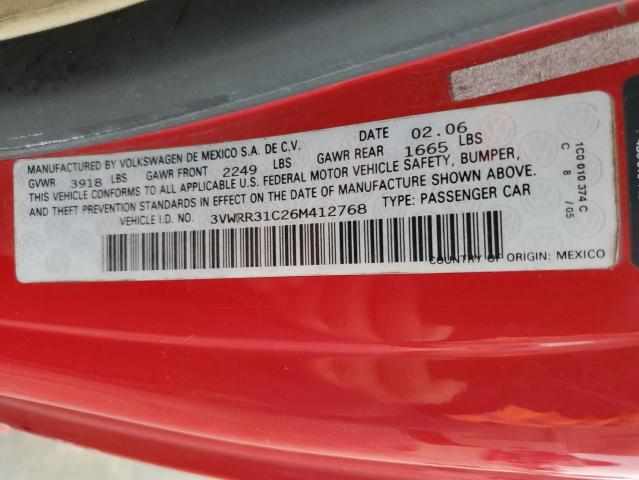 MANUFACTURED BY VOLKSWAGEN DE MEXICO S.A. DE C.V. DATE 02.06
GVWR 3918 LBS GAWR FRONT 2249 LBS GAWR REAR 1665 LBS
THIS VEHICLE CONFORMS TO ALL APPLICABLE U.S. FEDERAL MOTOR VEHICLE SAFETY, BUMPER,
AND THEFT PREVENTION STANDARDS IN EFFECT ON THE DATE OF MANUFACTURE SHOWN ABOVE.
VEHICLE I.D. NO. 3VWRR31C26M412768 TYPE: PASSENGER CAR
COUNTRY OF ORIGIN: MEXICO
1C0 010 374 C
C 8 /05